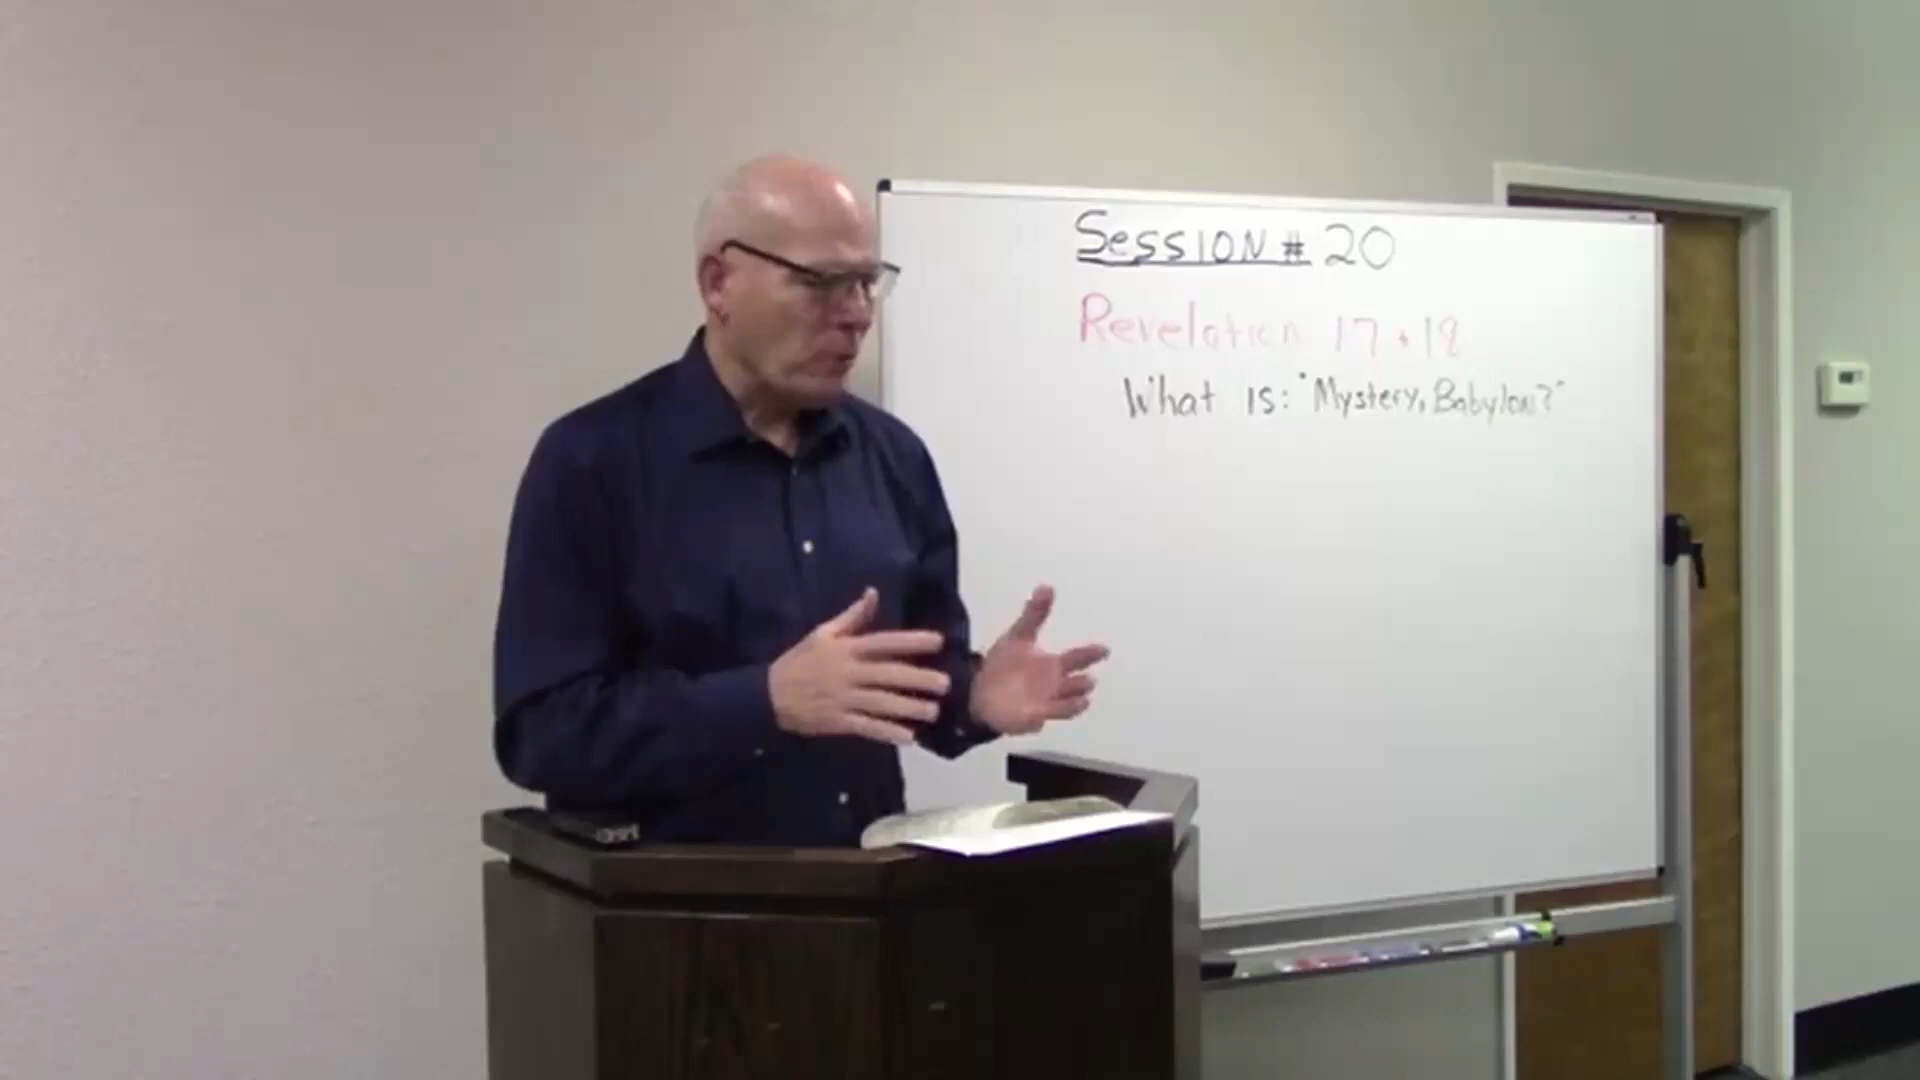 Session # 20
Revelation 17 + 18
What is: "Mystery, Babylon?"